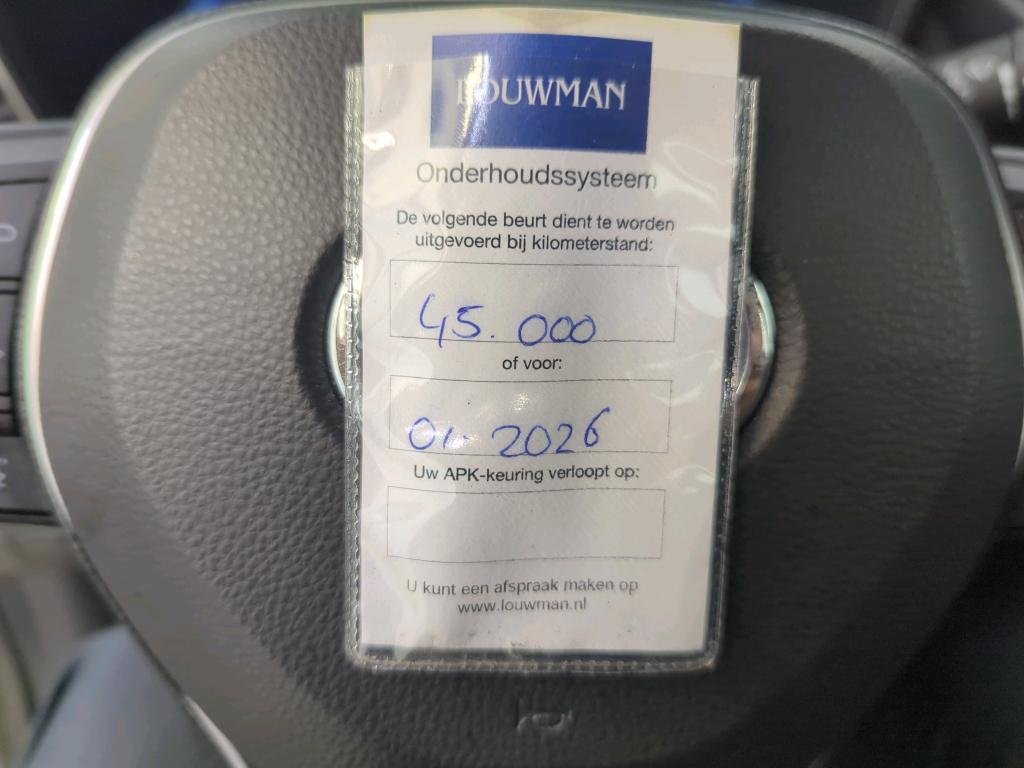 LOUWMAN
Onderhoudssysteem
De volgende beurt dient te worden
uitgevoerd bij kilometerstand:
45.000
of voor:
01-2026
Uw APK-keuring verloopt op:
U kunt een afspraak maken op
www.louwman.nl